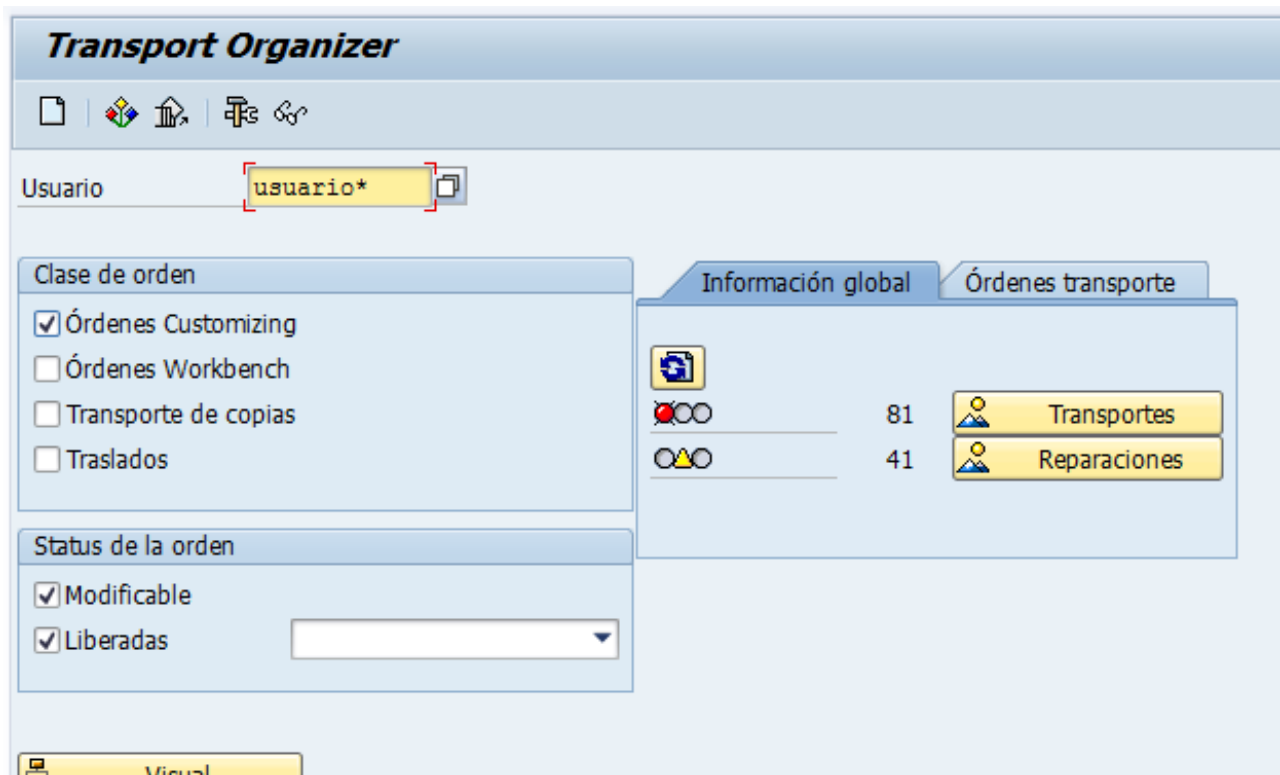 Transport Organizer
Usuario usuario*
Clase de orden
Órdenes Customizing
Órdenes Workbench
Transporte de copias
Traslados
Información global Órdenes transporte
81 Transportes
41 Reparaciones
Status de la orden
Modificable
Liberadas
Visual